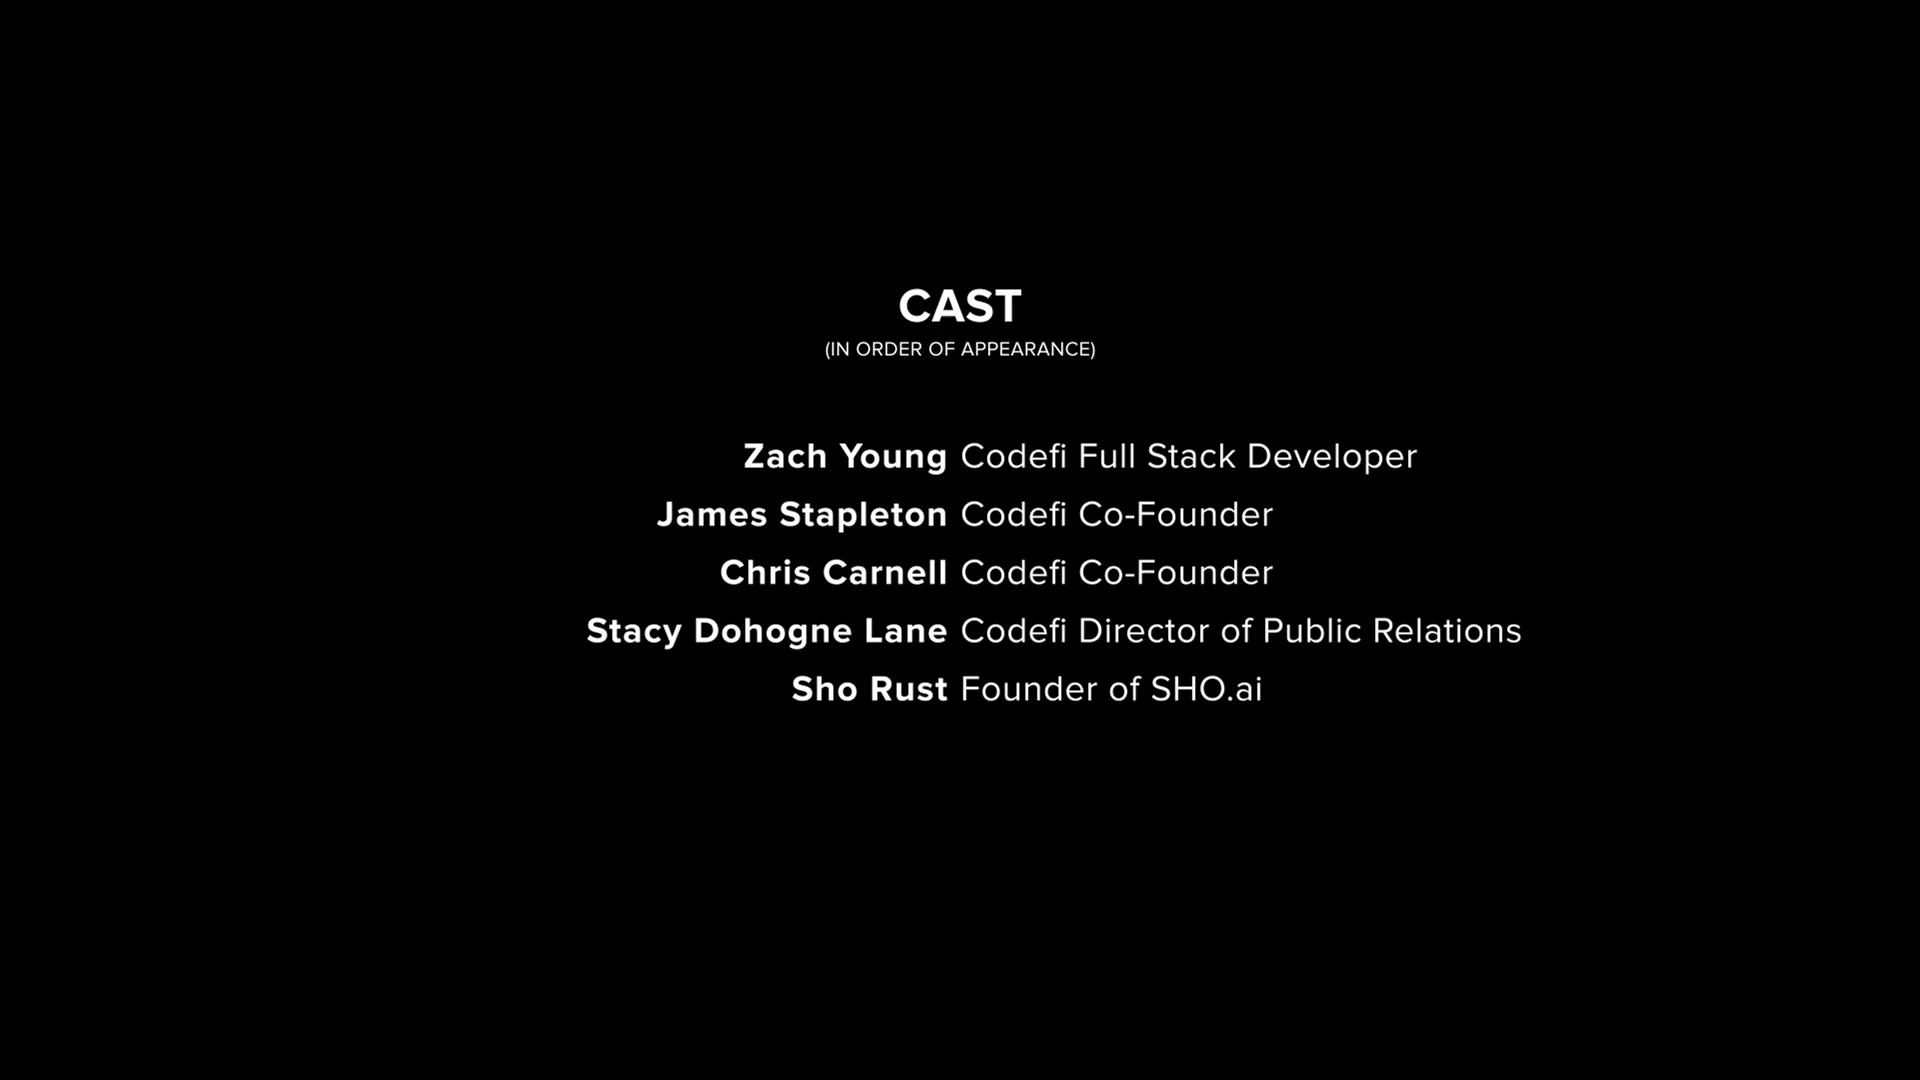 CAST
(IN ORDER OF APPEARANCE)
Zach Young Codefi Full Stack Developer
James Stapleton Codefi Co-Founder
Chris Carnell Codefi Co-Founder
Stacy Dohogne Lane Codefi Director of Public Relations
Sho Rust Founder of SHO.ai